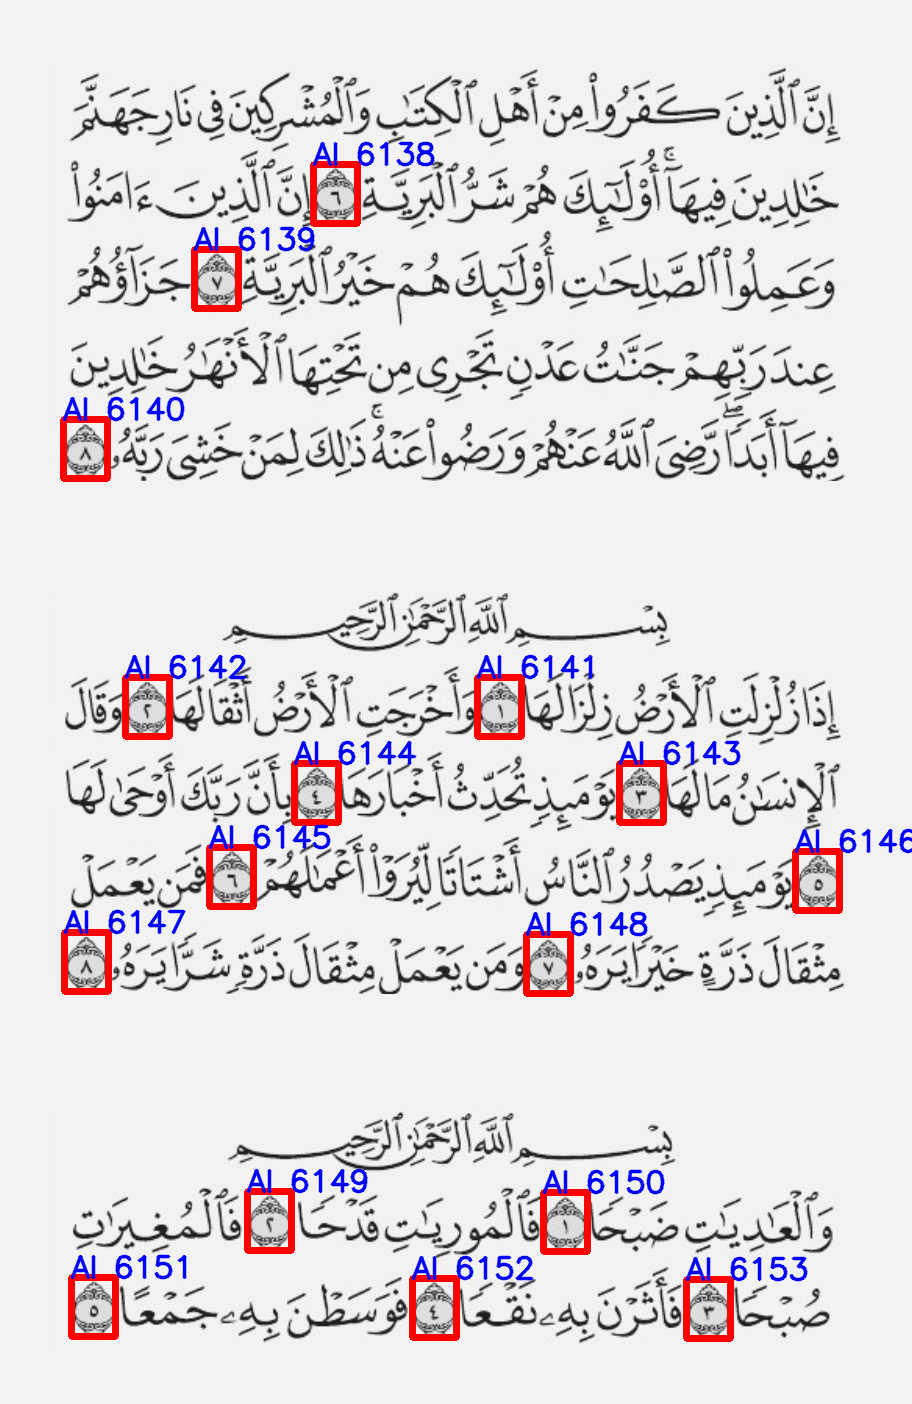 إِنَّ ٱلَّذِينَ كَفَرُوا۟ مِنْ أَهْلِ ٱلْكِتَٰبِ وَٱلْمُشْرِكِينَ فِى نَارِ جَهَنَّمَ
AI 6138
خَٰلِدِينَ فِيهَآ ۚ أُو۟لَٰٓئِكَ هُمْ شَرُّ ٱلْبَرِيَّةِ ٦ إِنَّ ٱلَّذِينَ ءَامَنُوا۟
AI 6139
وَعَمِلُوا۟ ٱلصَّٰلِحَٰتِ أُو۟لَٰٓئِكَ هُمْ خَيْرُ ٱلْبَرِيَّةِ ٧ جَزَآؤُهُمْ
عِندَ رَبِّهِمْ جَنَّٰتُ عَدْنٍ تَجْرِى مِن تَحْتِهَا ٱلْأَنْهَٰرُ خَٰلِدِينَ
AI 6140
فِيهَآ أَبَدًا ۖ رَّضِىَ ٱللَّهُ عَنْهُمْ وَرَضُوا۟ عَنْهُ ۚ ذَٰلِكَ لِمَنْ خَشِىَ رَبَّهُۥ ٨
بِسْمِ ٱللَّهِ ٱلرَّحْمَٰنِ ٱلرَّحِيمِ
AI 6141 AI 6142
إِذَا زُلْزِلَتِ ٱلْأَرْضُ زِلْزَالَهَا ١ وَأَخْرَجَتِ ٱلْأَرْضُ أَثْقَالَهَا ٢ وَقَالَ
AI 6143 AI 6144
ٱلْإِنسَٰنُ مَا لَهَا ٣ يَوْمَئِذٍ تُحَدِّثُ أَخْبَارَهَا ٤ بِأَنَّ رَبَّكَ أَوْحَىٰ لَهَا
AI 6146 AI 6145
٥ يَوْمَئِذٍ يَصْدُرُ ٱلنَّاسُ أَشْتَاتًا لِّيُرَوْا۟ أَعْمَٰلَهُمْ ٦ فَمَن يَعْمَلْ
AI 6148 AI 6147
مِثْقَالَ ذَرَّةٍ خَيْرًا يَرَهُۥ ٧ وَمَن يَعْمَلْ مِثْقَالَ ذَرَّةٍ شَرًّا يَرَهُۥ ٨
بِسْمِ ٱللَّهِ ٱلرَّحْمَٰنِ ٱلرَّحِيمِ
AI 6150 AI 6149
وَٱلْعَٰدِيَٰتِ ضَبْحًا ١ فَٱلْمُورِيَٰتِ قَدْحًا ٢ فَٱلْمُغِيرَٰتِ
AI 6153 AI 6152 AI 6151
صُبْحًا ٣ فَأَثَرْنَ بِهِۦ نَقْعًا ٤ فَوَسَطْنَ بِهِۦ جَمْعًا ٥